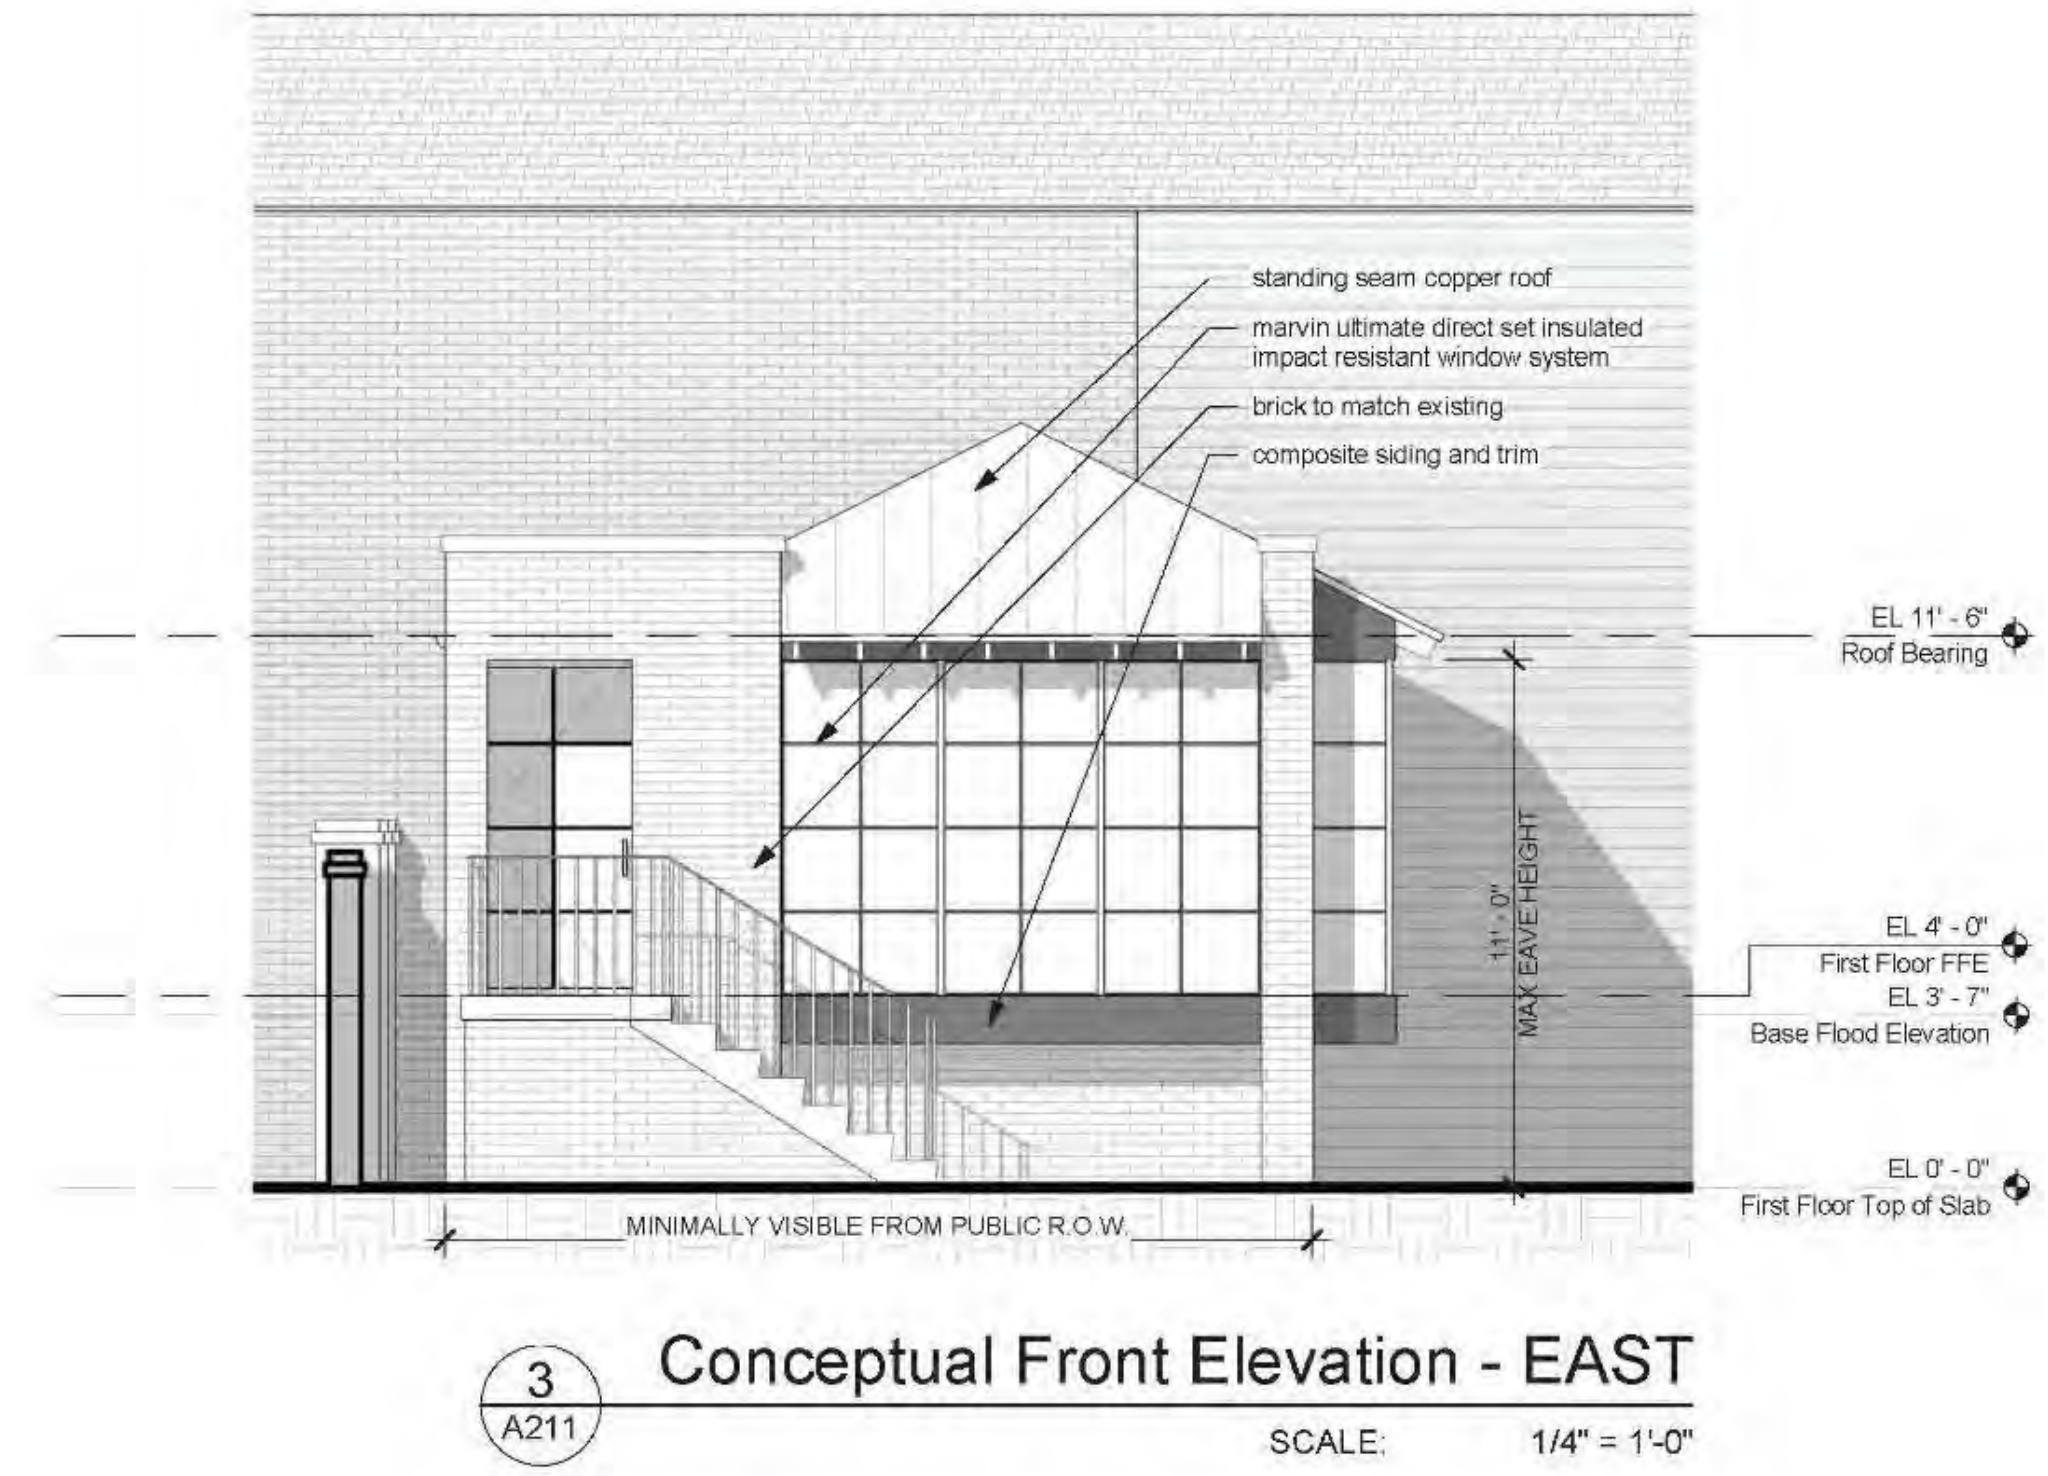 standing seam copper roof
marvin ultimate direct set insulated
impact resistant window system
brick to match existing
composite siding and trim
EL 11' - 6"
Roof Bearing
EL 4' - 0"
First Floor FFE
EL 3' - 7"
Base Flood Elevation
11' - 0"
MAX EAVE HEIGHT
EL 0' - 0"
First Floor Top of Slab
MINIMALLY VISIBLE FROM PUBLIC R.O.W.
3
A211
Conceptual Front Elevation - EAST
SCALE: 1/4" = 1'-0"